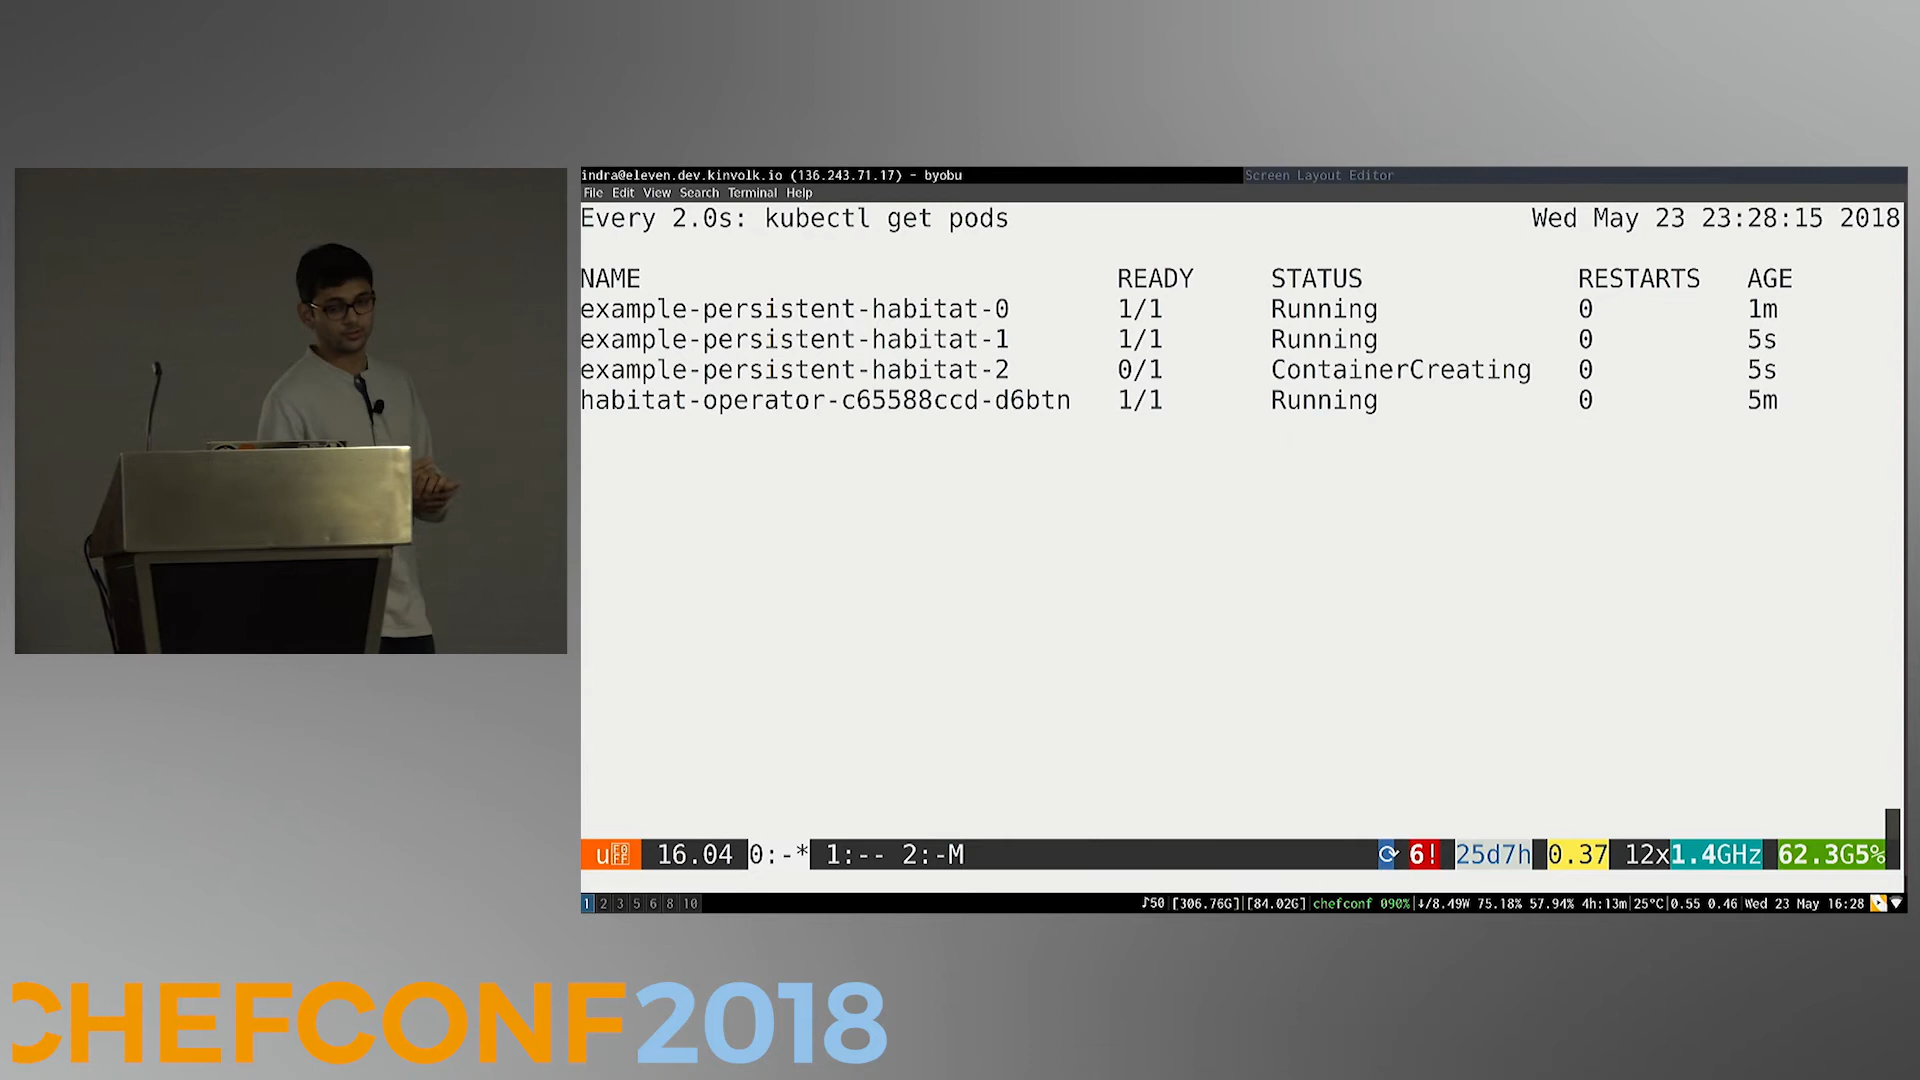 indra@eleven.dev.kinvolk.io (136.243.71.17) - byobu
Screen Layout Editor
File Edit View Search Terminal Help
Every 2.0s: kubectl get pods Wed May 23 23:28:15 2018
NAME READY STATUS RESTARTS AGE
example-persistent-habitat-0 1/1 Running 0 1m
example-persistent-habitat-1 1/1 Running 0 5s
example-persistent-habitat-2 0/1 ContainerCreating 0 5s
habitat-operator-c65588ccd-d6btn 1/1 Running 0 5m
u 16.04 0:-* 1:-- 2:-M 6! 25d7h 0.37 12x1.4GHz 62.3G5%
1 2 3 5 6 8 10 ♪50 [306.76G]|[84.02G]|chefconf 090%|↓/8.49W 75.18% 57.94% 4h:13m|25°C|0.55 0.46|Wed 23 May 16:28
CHEFCONF2018